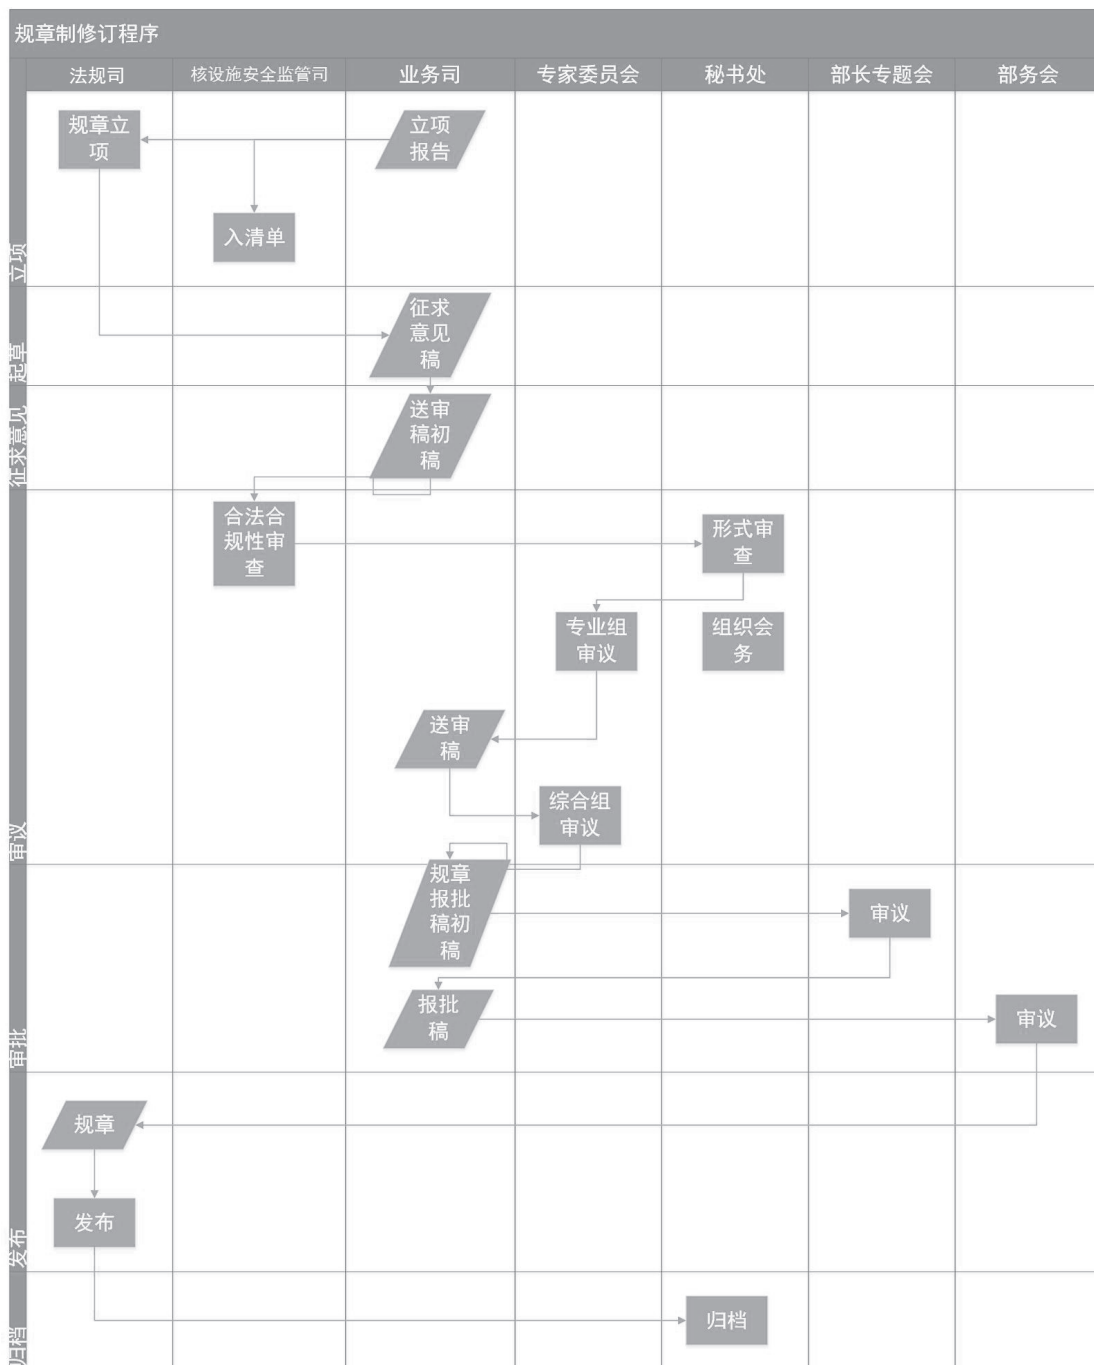 规章制修订程序
法规司
核设施安全监管司
业务司
专家委员会
秘书处
部长专题会
部务会
立项
规章立
项
立项
报告
入清单
起草
征求
意见
稿
征求意见
送审
稿初
稿
审议
合法合
规性审
查
形式审
查
专业组
审议
组织会
务
送审
稿
综合组
审议
审批
规章
报批
稿初
稿
审议
报批
稿
审议
发布
规章
发布
归档
归档